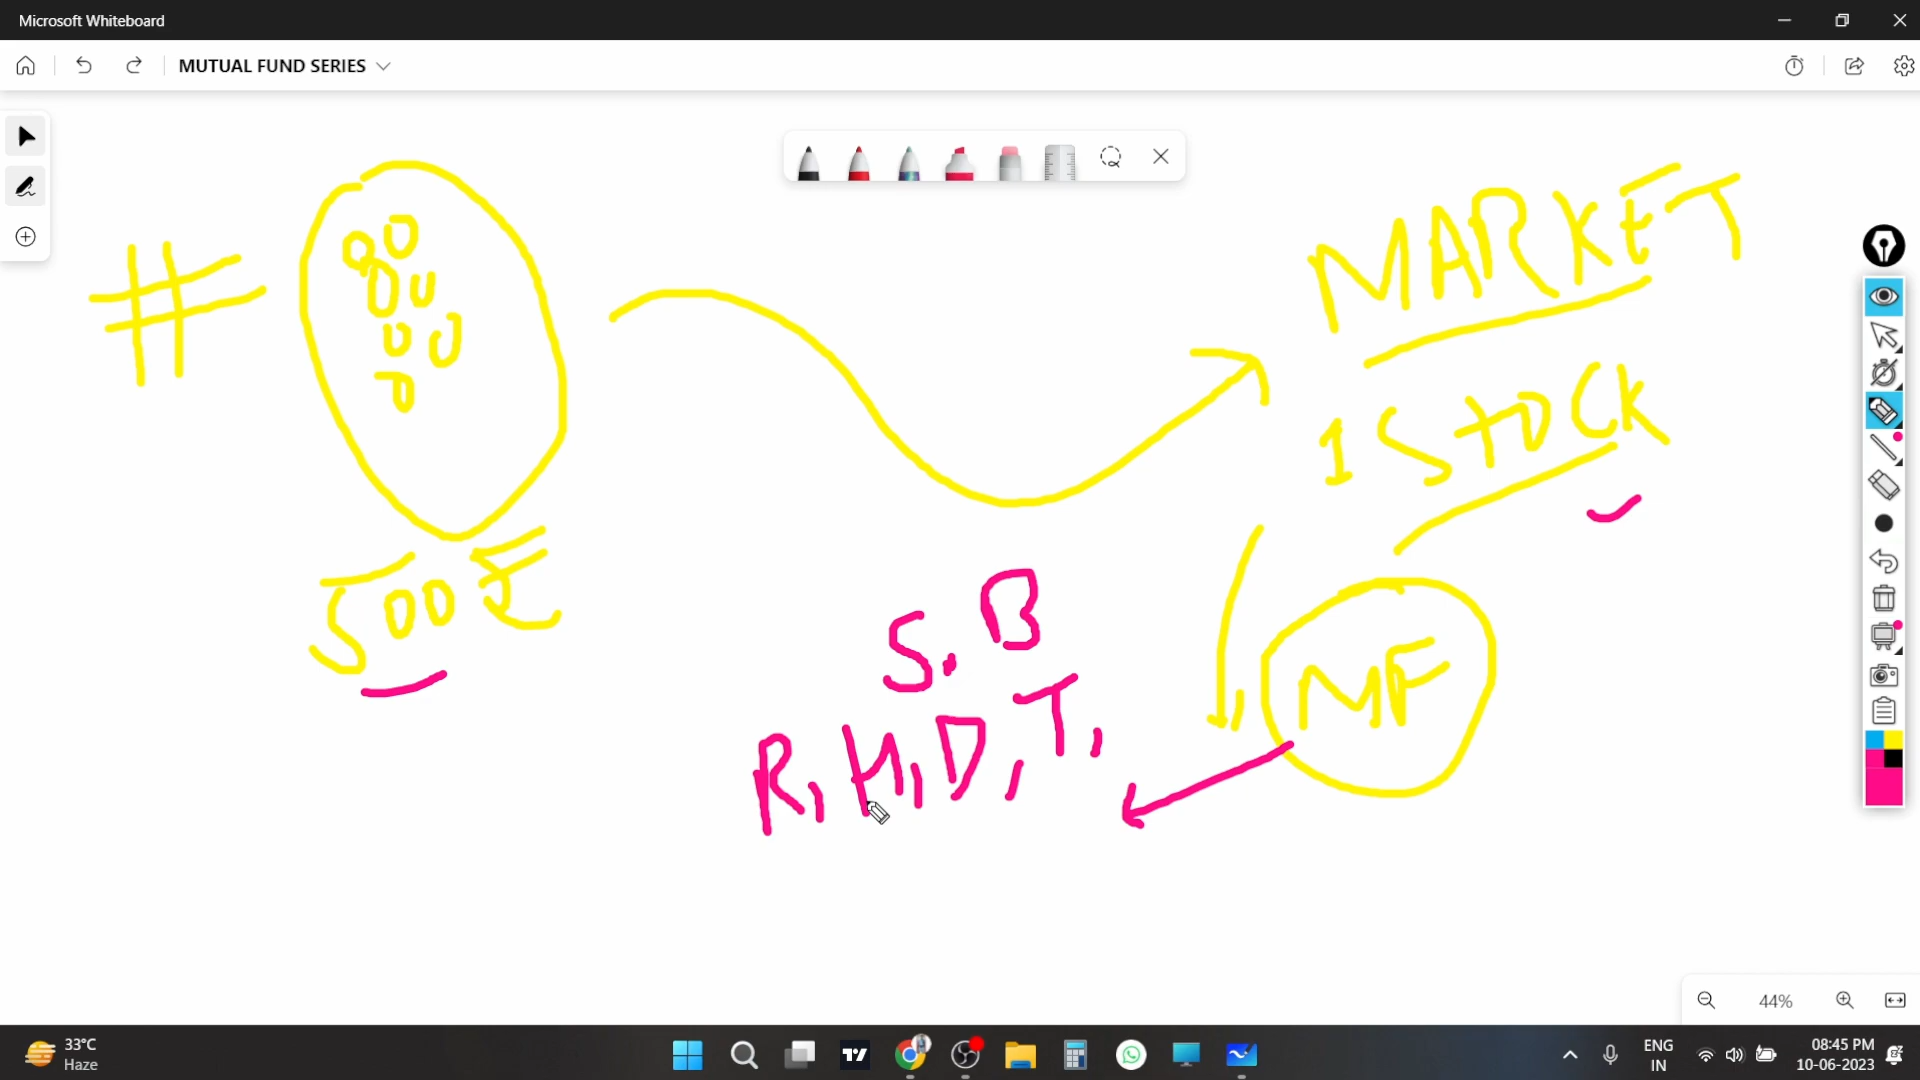 Microsoft Whiteboard
MUTUAL FUND SERIES
MARKET
1 STOCK
500 ₹
S. B
R, H, D, T,
MF
44%
33°C
Haze
ENG
IN
08:45 PM
10-06-2023